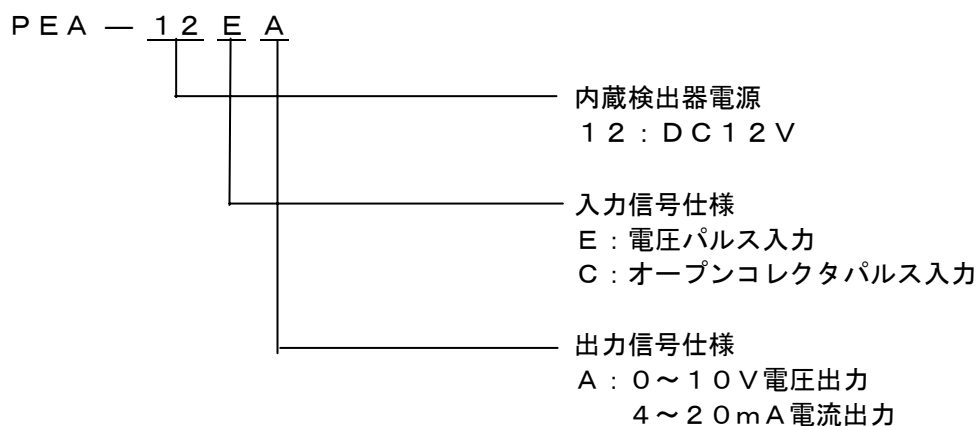 ＰＥＡ－１２ＥＡ
内蔵検出器電源
１２：ＤＣ１２Ｖ
入力信号仕様
Ｅ：電圧パルス入力
Ｃ：オープンコレクタパルス入力
出力信号仕様
Ａ：０～１０Ｖ電圧出力
４～２０ｍＡ電流出力